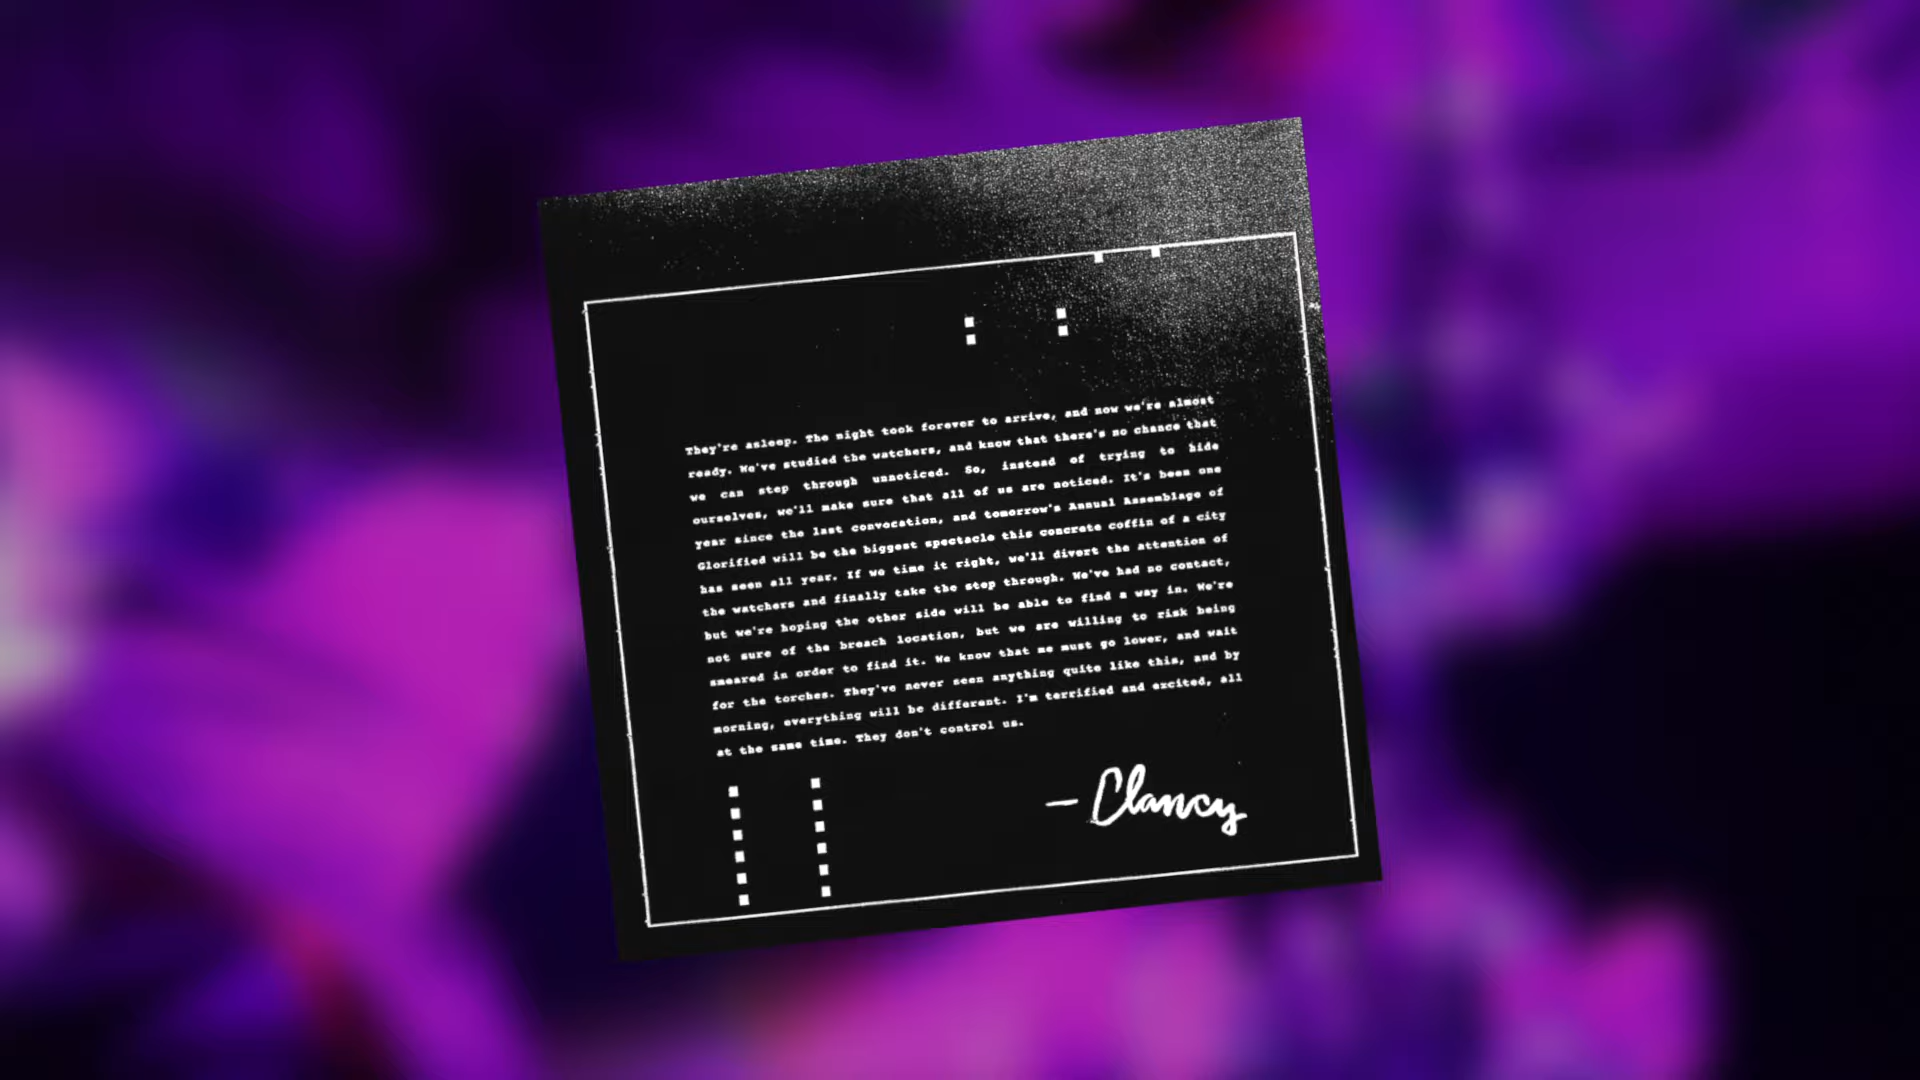 They're asleep. The night took forever to arrive, and now we're almost
ready. We've studied the watchers, and know that there's no chance that
we can step through unnoticed. So, instead of trying to hide
ourselves, we'll make sure that all of us are noticed. It's been one
year since the last convocation, and tomorrow's Annual Assemblage of
Glorified will be the biggest spectacle this concrete coffin of a city
has seen all year. If we time it right, we'll divert the attention of
the watchers and finally take the step through. We've had no contact,
but we're hoping the other side will be able to find a way in. We're
not sure of the breach location, but we are willing to risk being
smeared in order to find it. We know that we must go lower, and wait
for the torches. They've never seen anything quite like this, and by
morning, everything will be different. I'm terrified and excited, all
at the same time. They don't control us.
– Clancy